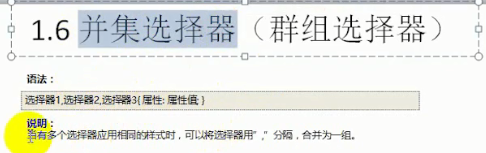 1.6 并集选择器（群组选择器）
语法：
选择器1,选择器2,选择器3{ 属性: 属性值; }
说明：
当有多个选择器应用相同的样式时，可以将选择器用“ , ”分隔，合并为一组。